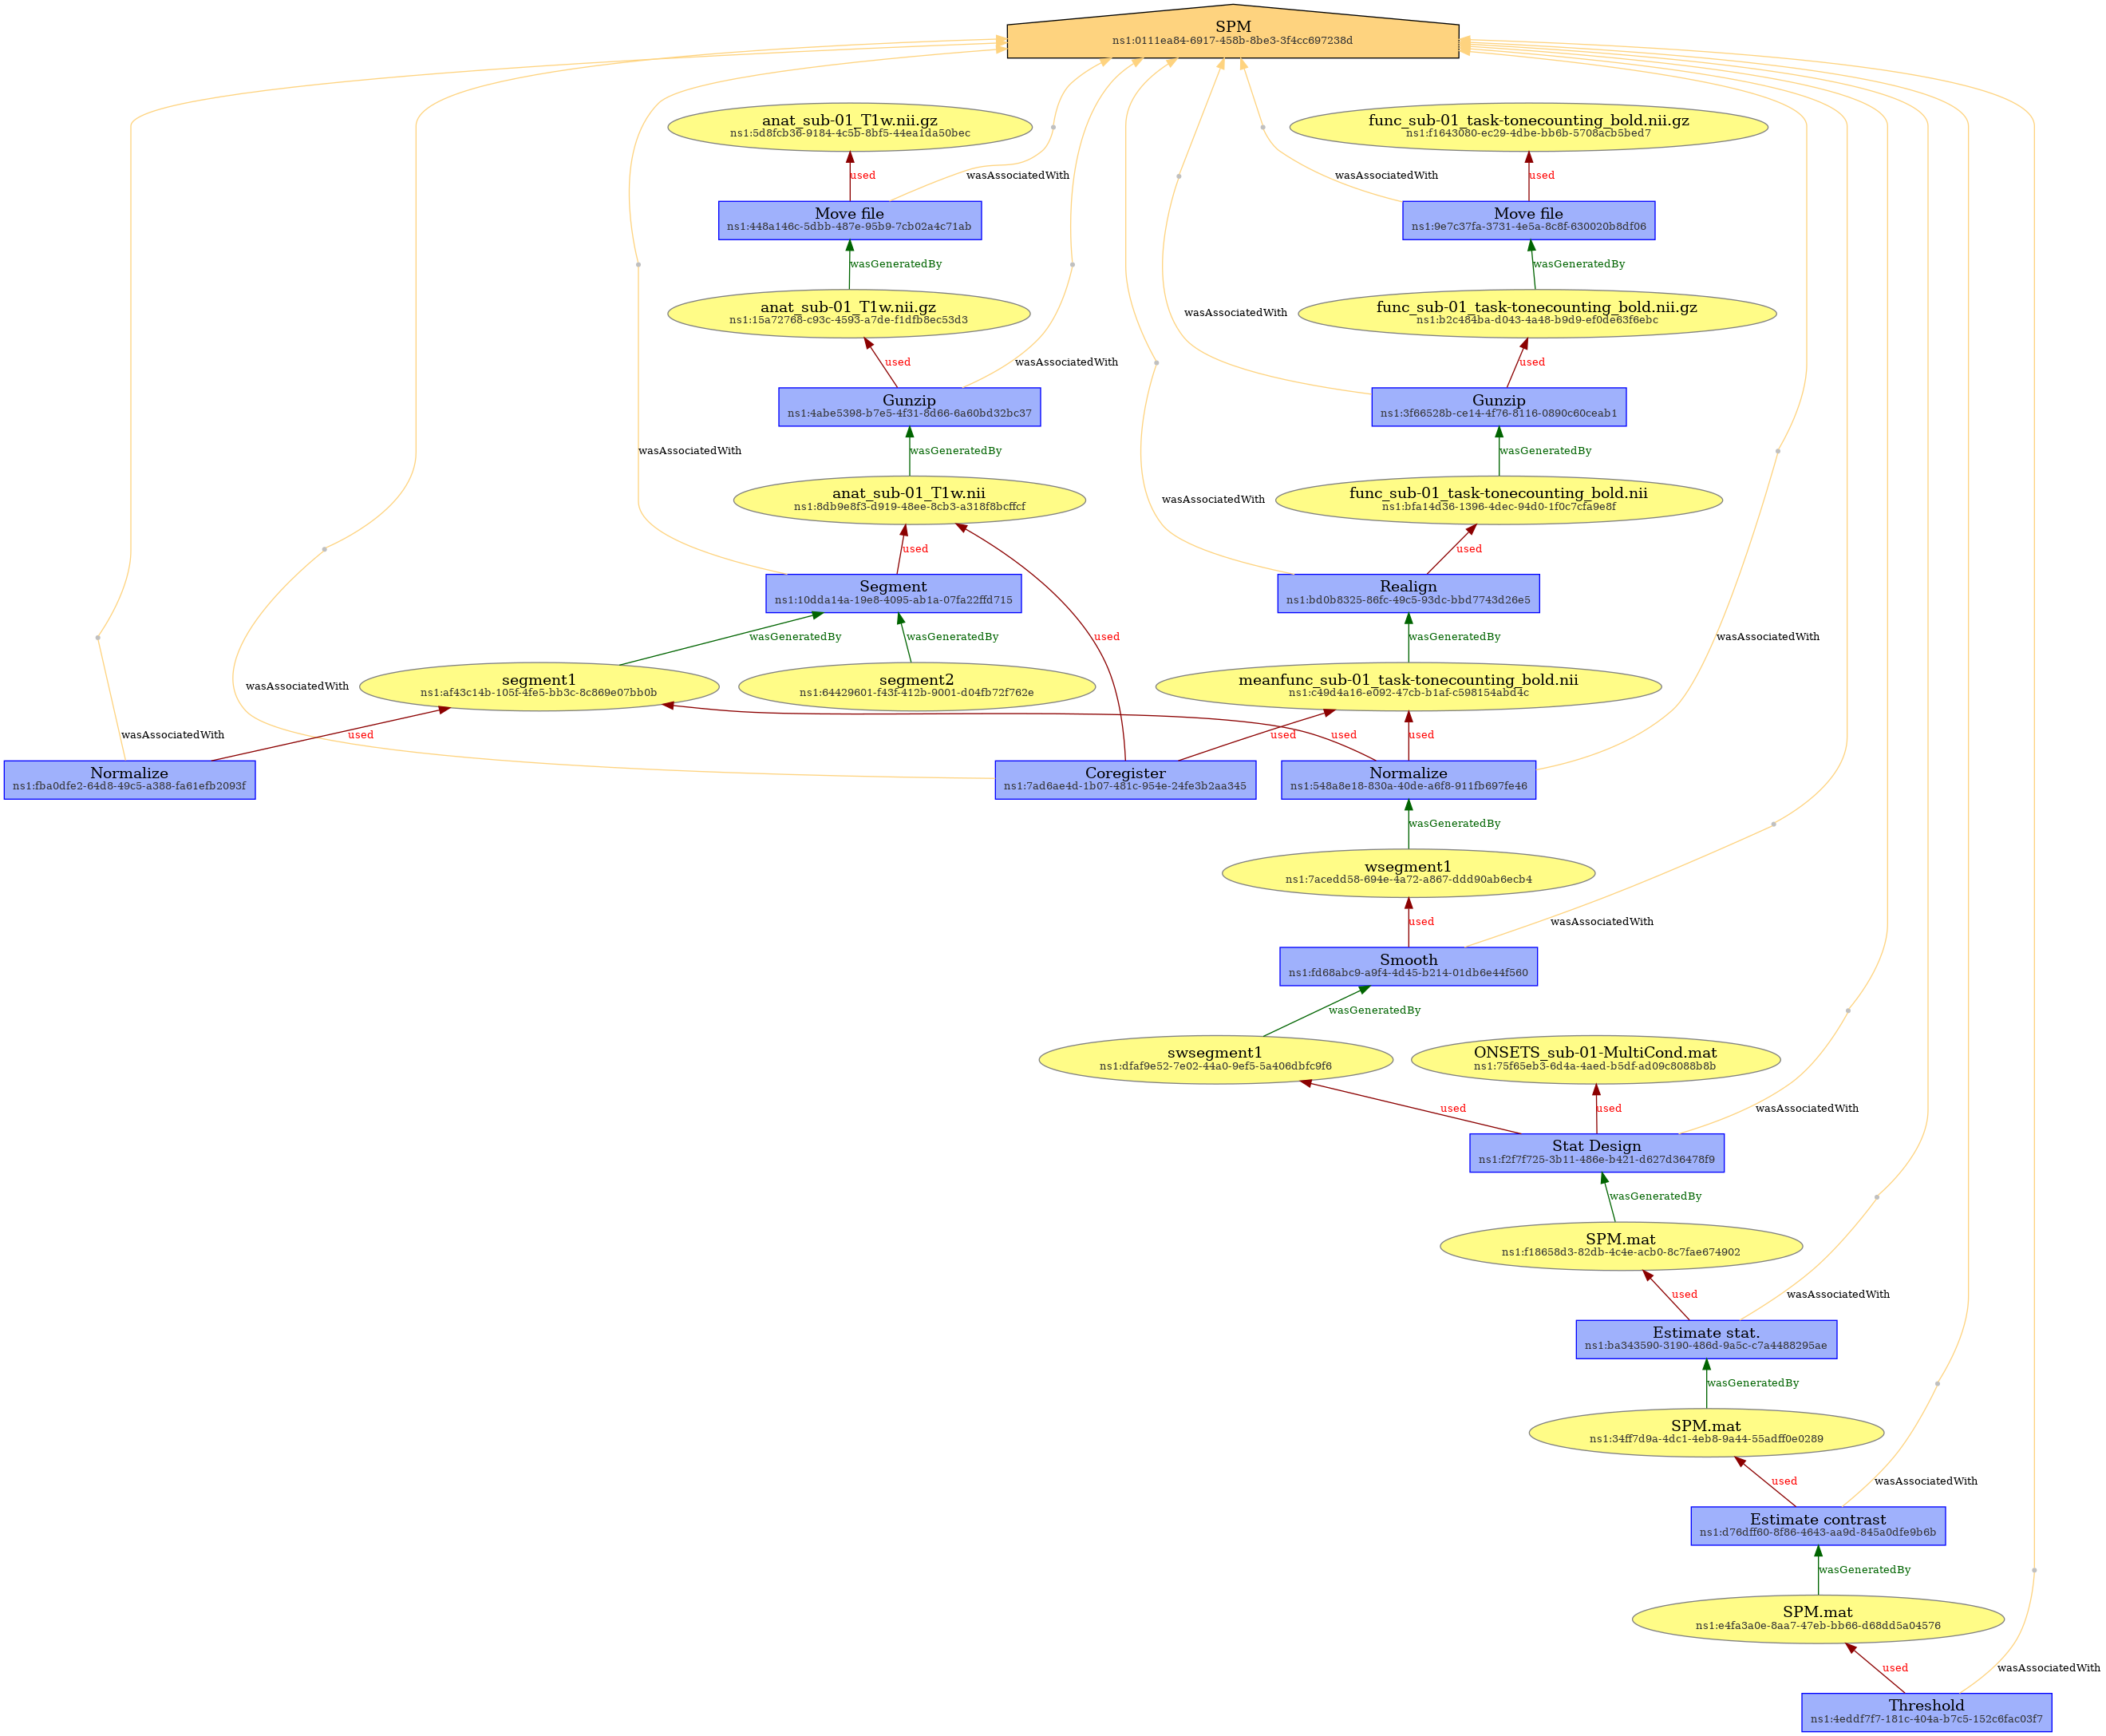 SPM
ns1:0111ea84-6917-458b-8be3-3f4cc697238d
anat_sub-01_T1w.nii.gz
ns1:5d8fcb36-9184-4c5b-8bf5-44ea1da50bec
func_sub-01_task-tonecounting_bold.nii.gz
ns1:f1643080-ec29-4dbe-bb6b-5708acb5bed7
used
wasAssociatedWith
wasAssociatedWith
used
Move file
ns1:448a146c-5dbb-487e-95b9-7cb02a4c71ab
Move file
ns1:9e7c37fa-3731-4e5a-8c8f-630020b8df06
wasGeneratedBy
wasGeneratedBy
anat_sub-01_T1w.nii.gz
ns1:15a72768-c93c-4593-a7de-f1dfb8ec53d3
wasAssociatedWith
func_sub-01_task-tonecounting_bold.nii.gz
ns1:b2c484ba-d043-4a48-b9d9-ef0de63f6ebc
used
wasAssociatedWith
used
Gunzip
ns1:4abe5398-b7e5-4f31-8d66-6a60bd32bc37
Gunzip
ns1:3f66528b-ce14-4f76-8116-0890c60ceab1
wasAssociatedWith
wasGeneratedBy
wasGeneratedBy
anat_sub-01_T1w.nii
ns1:8db9e8f3-d919-48ee-8cb3-a318f8bcffcf
wasAssociatedWith
func_sub-01_task-tonecounting_bold.nii
ns1:bfa14d36-1396-4dec-94d0-1f0c7cfa9e8f
used
used
Segment
ns1:10dda14a-19e8-4095-ab1a-07fa22ffd715
Realign
ns1:bd0b8325-86fc-49c5-93dc-bbd7743d26e5
wasGeneratedBy
wasGeneratedBy
used
wasGeneratedBy
wasAssociatedWith
wasAssociatedWith
segment1
ns1:af43c14b-105f-4fe5-bb3c-8c869e07bb0b
segment2
ns1:64429601-f43f-412b-9001-d04fb72f762e
meanfunc_sub-01_task-tonecounting_bold.nii
ns1:c49d4a16-e092-47cb-b1af-c598154abd4c
wasAssociatedWith
used
used
used
used
Normalize
ns1:fba0dfe2-64d8-49c5-a388-fa61efb2093f
Coregister
ns1:7ad6ae4d-1b07-481c-954e-24fe3b2aa345
Normalize
ns1:548a8e18-830a-40de-a6f8-911fb697fe46
wasGeneratedBy
wsegment1
ns1:7acedd58-694e-4a72-a867-ddd90ab6ecb4
used
wasAssociatedWith
Smooth
ns1:fd68abc9-a9f4-4d45-b214-01db6e44f560
wasGeneratedBy
swsegment1
ns1:dfaf9e52-7e02-44a0-9ef5-5a406dbfc9f6
ONSETS_sub-01-MultiCond.mat
ns1:75f65eb3-6d4a-4aed-b5df-ad09c8088b8b
used
used
wasAssociatedWith
Stat Design
ns1:f2f7f725-3b11-486e-b421-d627d36478f9
wasGeneratedBy
SPM.mat
ns1:f18658d3-82db-4c4e-acb0-8c7fae674902
used
wasAssociatedWith
Estimate stat.
ns1:ba343590-3190-486d-9a5c-c7a4488295ae
wasGeneratedBy
SPM.mat
ns1:34ff7d9a-4dc1-4eb8-9a44-55adff0e0289
used
wasAssociatedWith
Estimate contrast
ns1:d76dff60-8f86-4643-aa9d-845a0dfe9b6b
wasGeneratedBy
SPM.mat
ns1:e4fa3a0e-8aa7-47eb-bb66-d68dd5a04576
used
wasAssociatedWith
Threshold
ns1:4eddf7f7-181c-404a-b7c5-152c6fac03f7